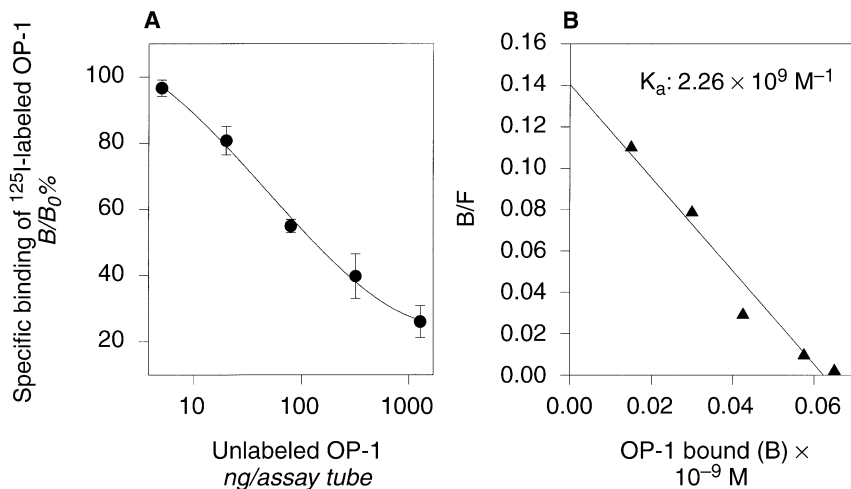 A
Specific binding of ¹²⁵I-labeled OP-1
B/B₀%
100
80
60
40
20
10
100
1000
Unlabeled OP-1
ng/assay tube
B
Kₐ: 2.26 × 10⁹ M⁻¹
B/F
0.16
0.14
0.12
0.10
0.08
0.06
0.04
0.02
0.00
0.00
0.02
0.04
0.06
OP-1 bound (B) ×
10⁻⁹ M